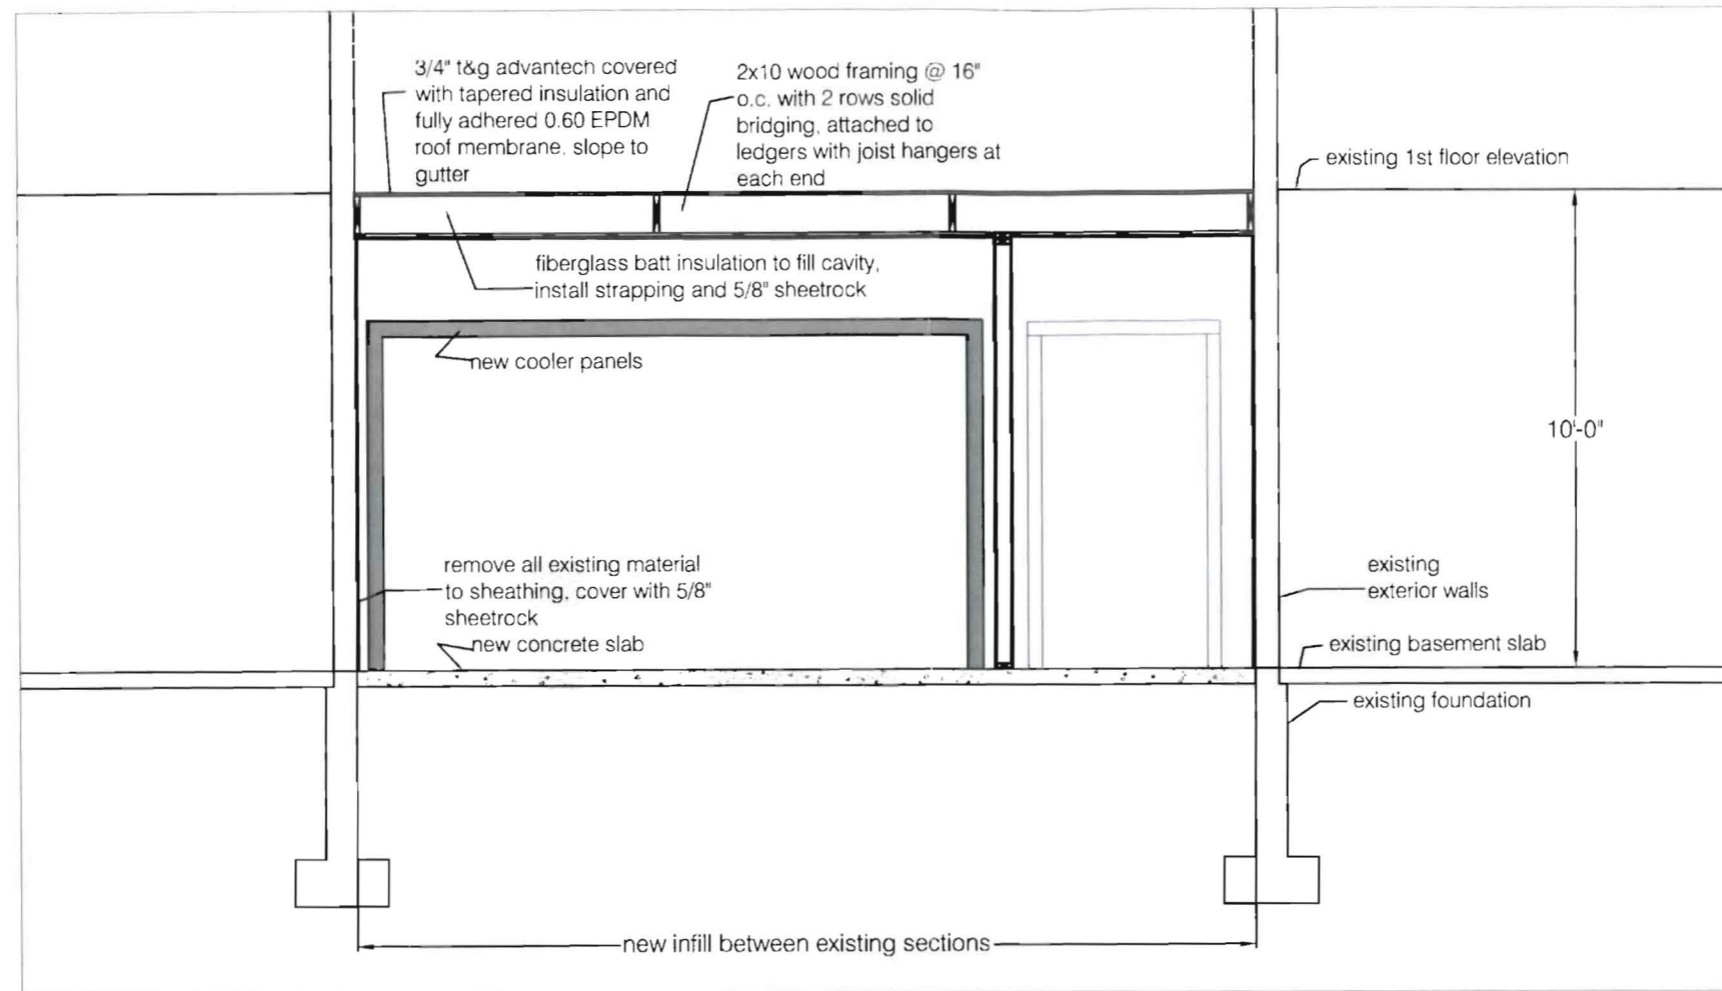 3/4" t&g advantech covered
with tapered insulation and
fully adhered 0.60 EPDM
roof membrane. slope to
gutter
2x10 wood framing @ 16"
o.c. with 2 rows solid
bridging, attached to
ledgers with joist hangers at
each end
existing 1st floor elevation
fiberglass batt insulation to fill cavity,
install strapping and 5/8" sheetrock
new cooler panels
10'-0"
remove all existing material
to sheathing, cover with 5/8"
sheetrock
new concrete slab
existing
exterior walls
existing basement slab
existing foundation
new infill between existing sections